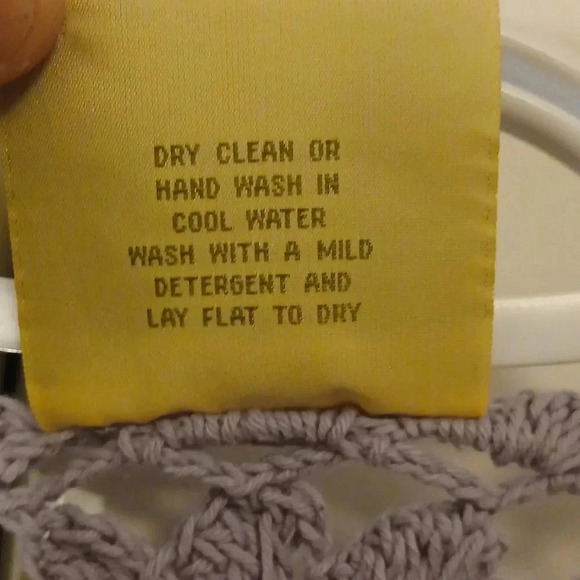 DRY CLEAN OR
HAND WASH IN
COOL WATER
WASH WITH A MILD
DETERGENT AND
LAY FLAT TO DRY